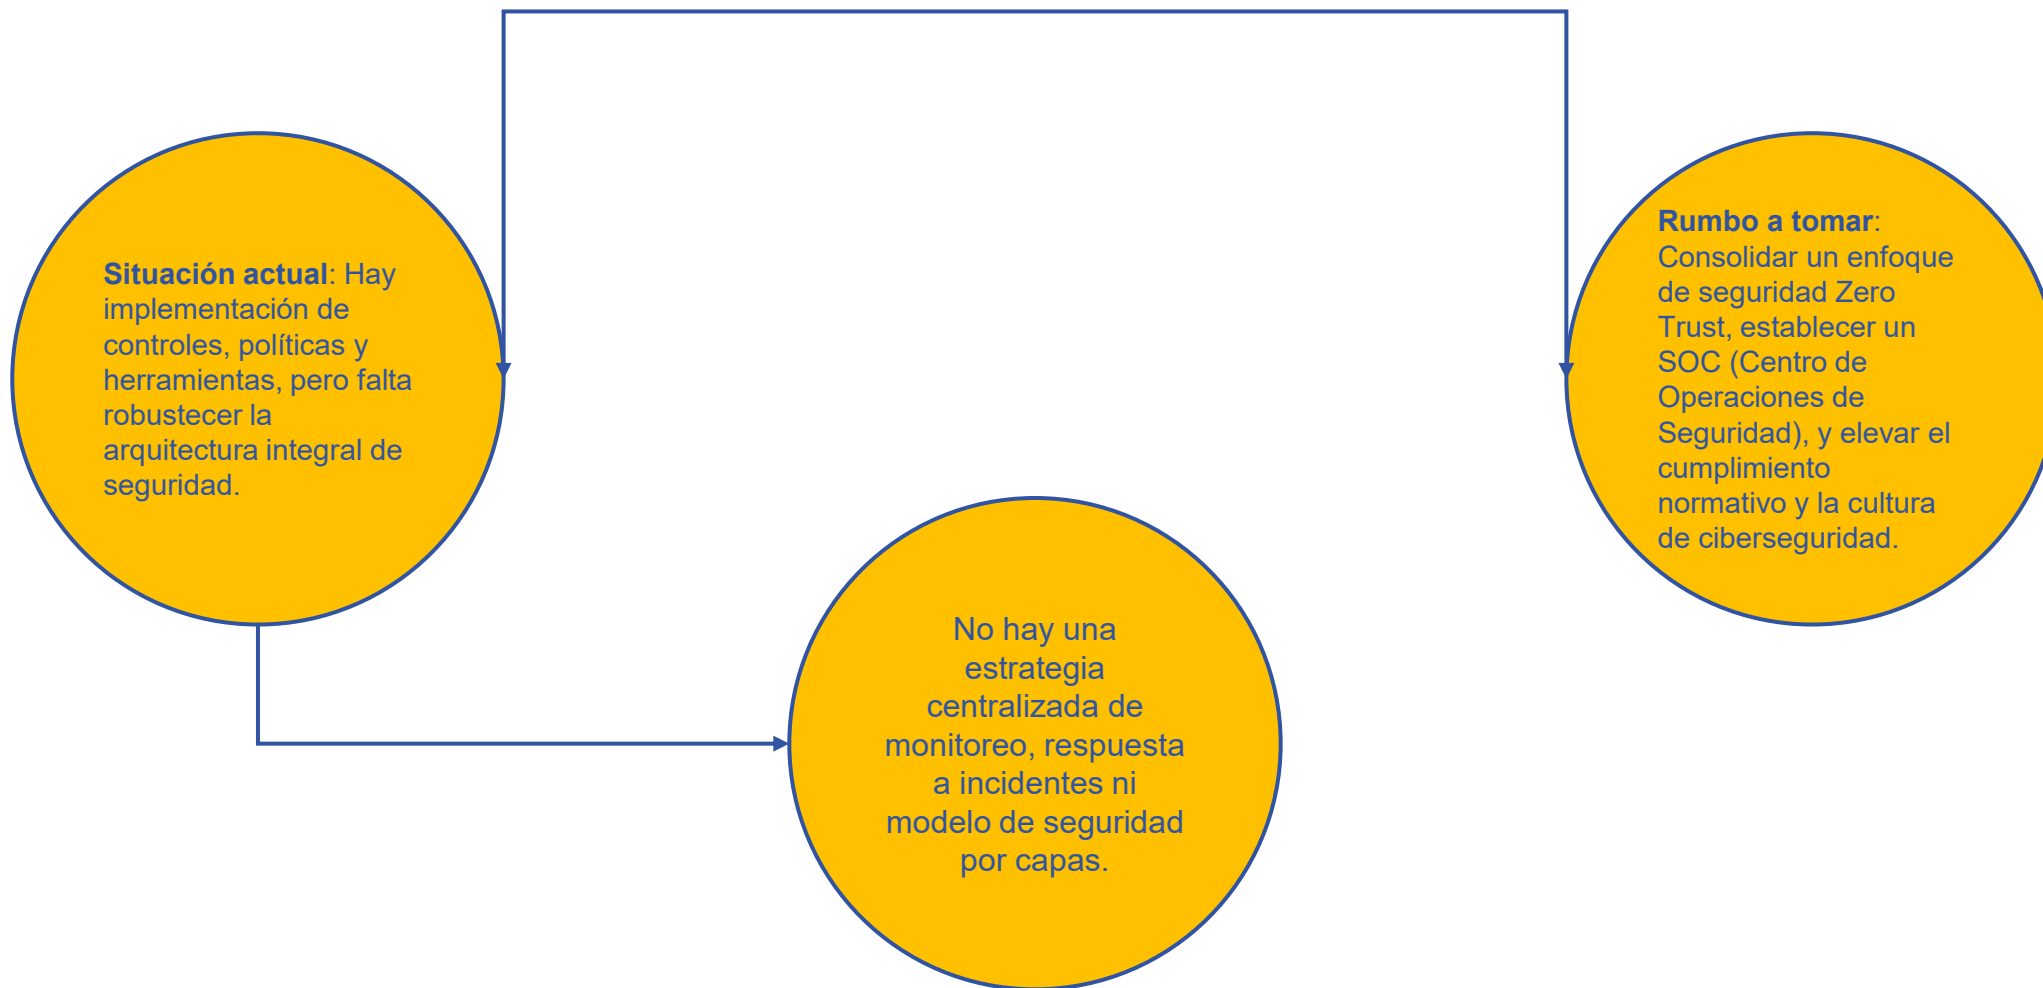 Situación actual: Hay
implementación de
controles, políticas y
herramientas, pero falta
robustecer la
arquitectura integral de
seguridad.
No hay una
estrategia
centralizada de
monitoreo, respuesta
a incidentes ni
modelo de seguridad
por capas.
Rumbo a tomar:
Consolidar un enfoque
de seguridad Zero
Trust, establecer un
SOC (Centro de
Operaciones de
Seguridad), y elevar el
cumplimiento
normativo y la cultura
de ciberseguridad.